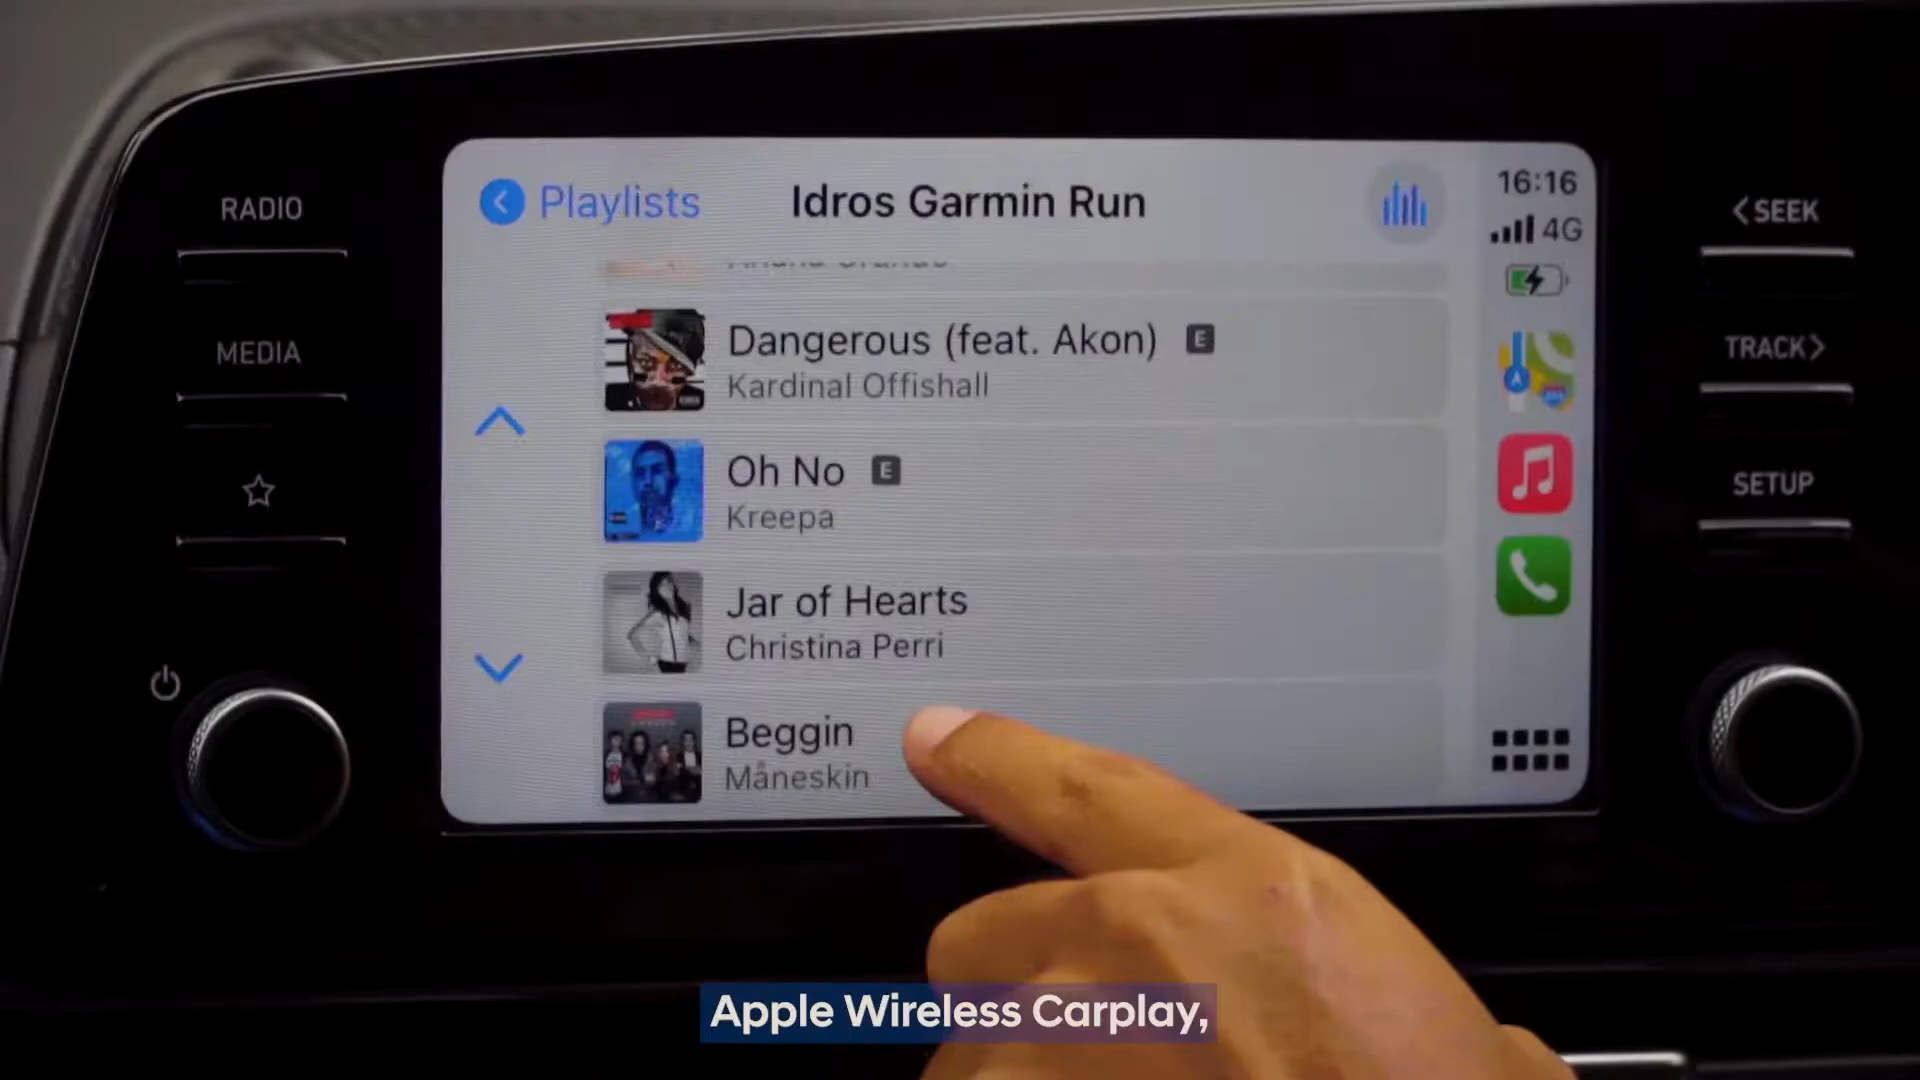 RADIO
MEDIA
Playlists
Idros Garmin Run
16:16
4G
Dangerous (feat. Akon) E
Kardinal Offishall
Oh No E
Kreepa
Jar of Hearts
Christina Perri
Beggin
Måneskin
SEEK
TRACK
SETUP
Apple Wireless Carplay,